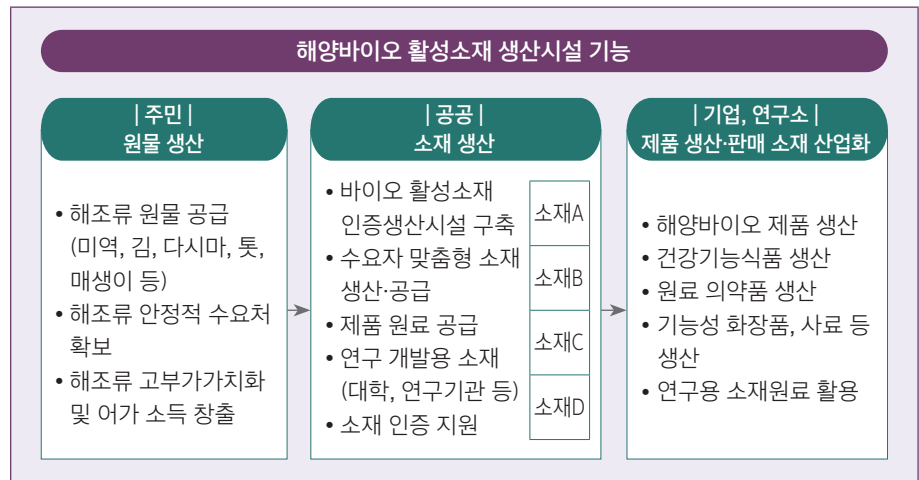 해양바이오 활성소재 생산시설 기능
| 주민 |
원물 생산
• 해조류 원물 공급
(미역, 김, 다시마, 톳,
매생이 등)
• 해조류 안정적 수요처
확보
• 해조류 고부가가치화
및 어가 소득 창출
| 공공 |
소재 생산
• 바이오 활성소재
인증생산시설 구축
• 수요자 맞춤형 소재
생산·공급
• 제품 원료 공급
• 연구 개발용 소재
(대학, 연구기관 등)
• 소재 인증 지원
소재A
소재B
소재C
소재D
| 기업, 연구소 |
제품 생산·판매 소재 산업화
• 해양바이오 제품 생산
• 건강기능식품 생산
• 원료 의약품 생산
• 기능성 화장품, 사료 등
생산
• 연구용 소재원료 활용